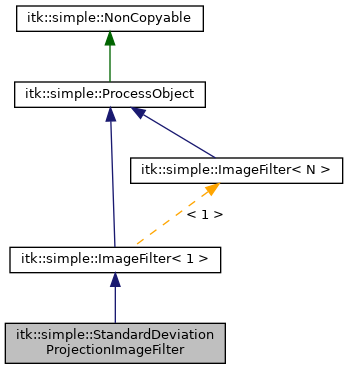 itk::simple::NonCopyable
itk::simple::ProcessObject
itk::simple::ImageFilter< N >
< 1 >
itk::simple::ImageFilter< 1 >
itk::simple::StandardDeviation
ProjectionImageFilter